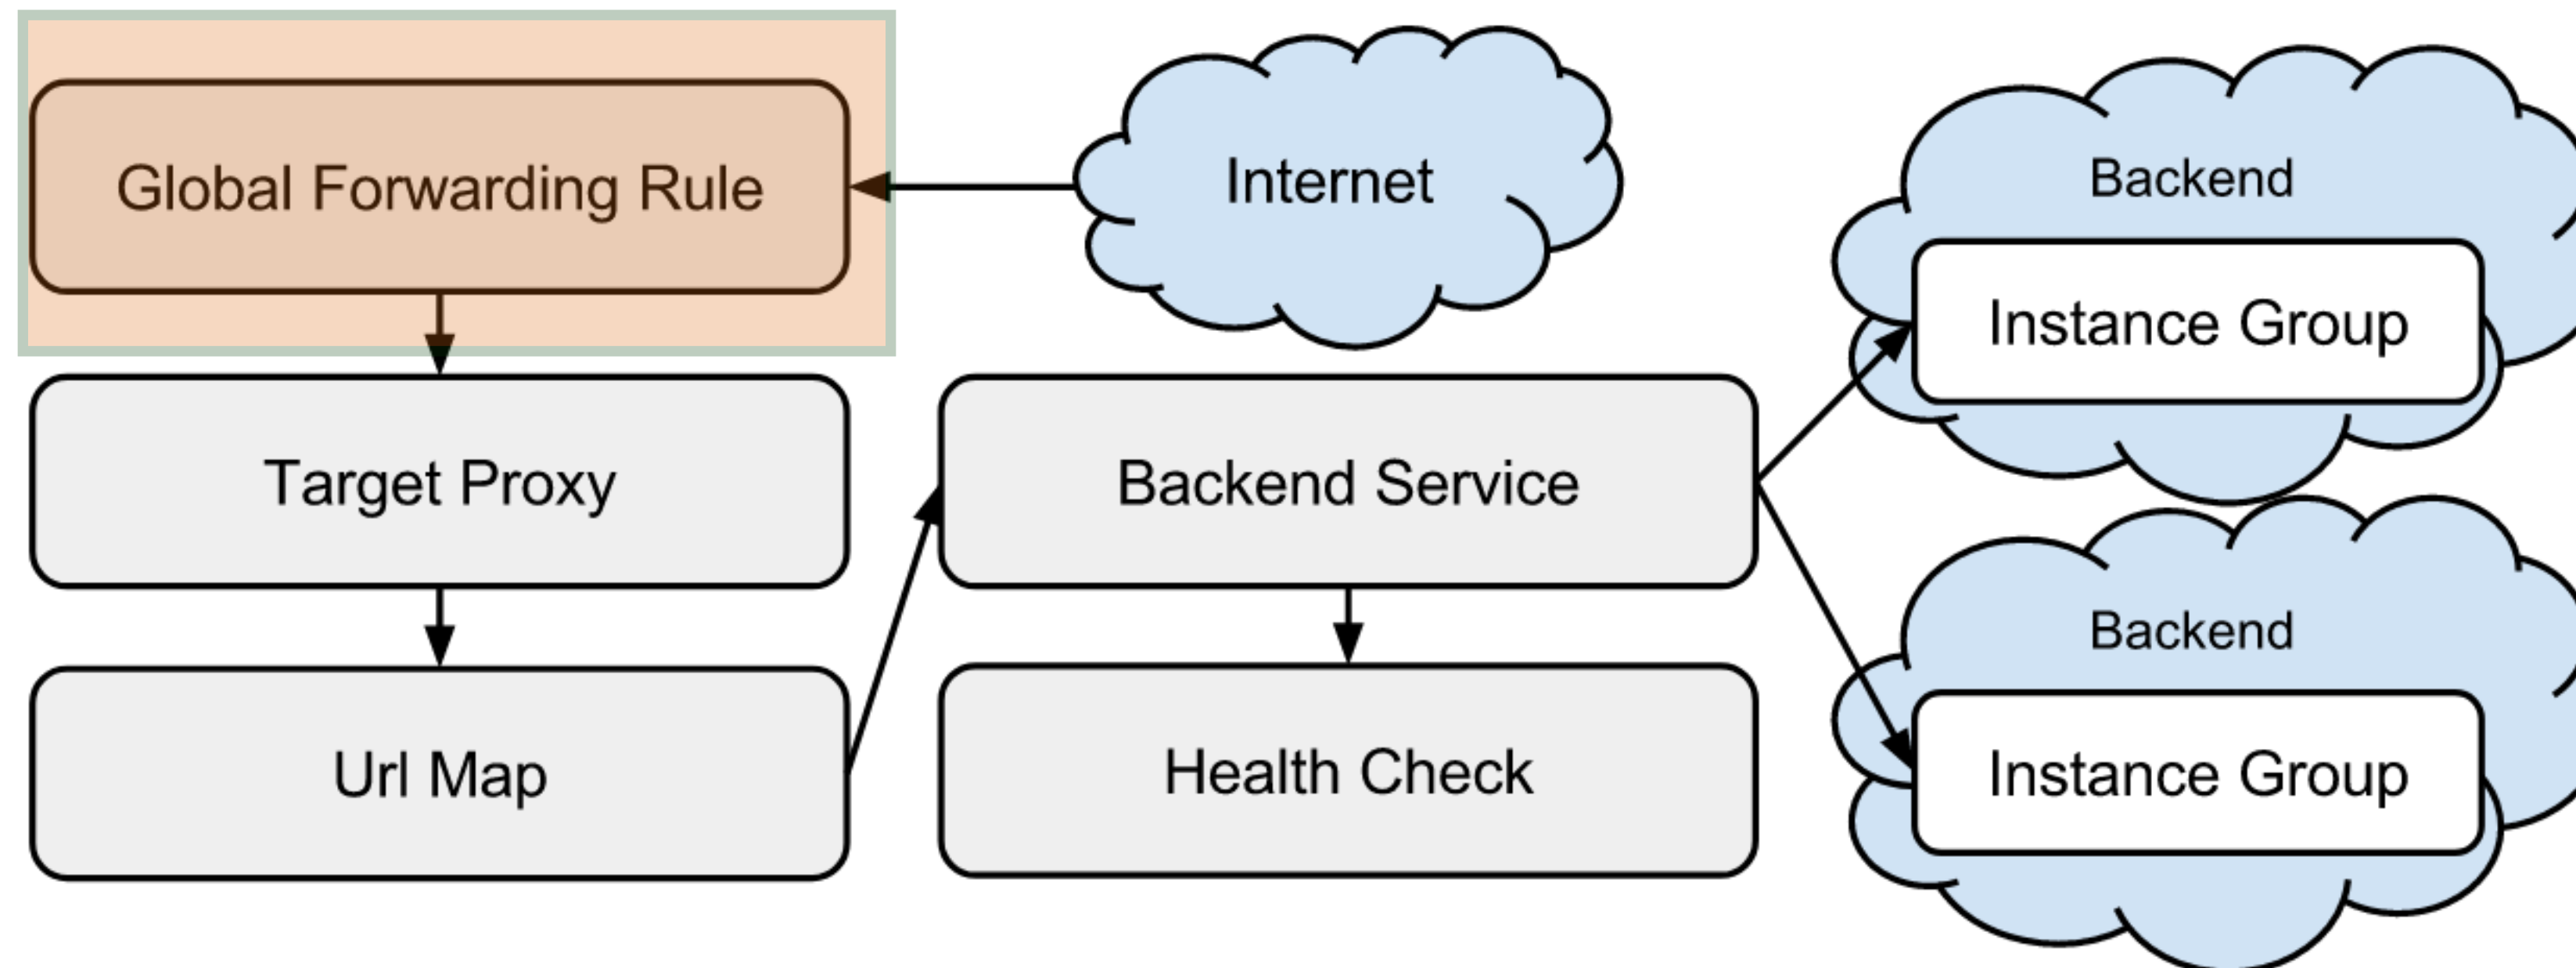 Global Forwarding Rule
Internet
Backend
Instance Group
Target Proxy
Backend Service
Backend
Url Map
Health Check
Instance Group